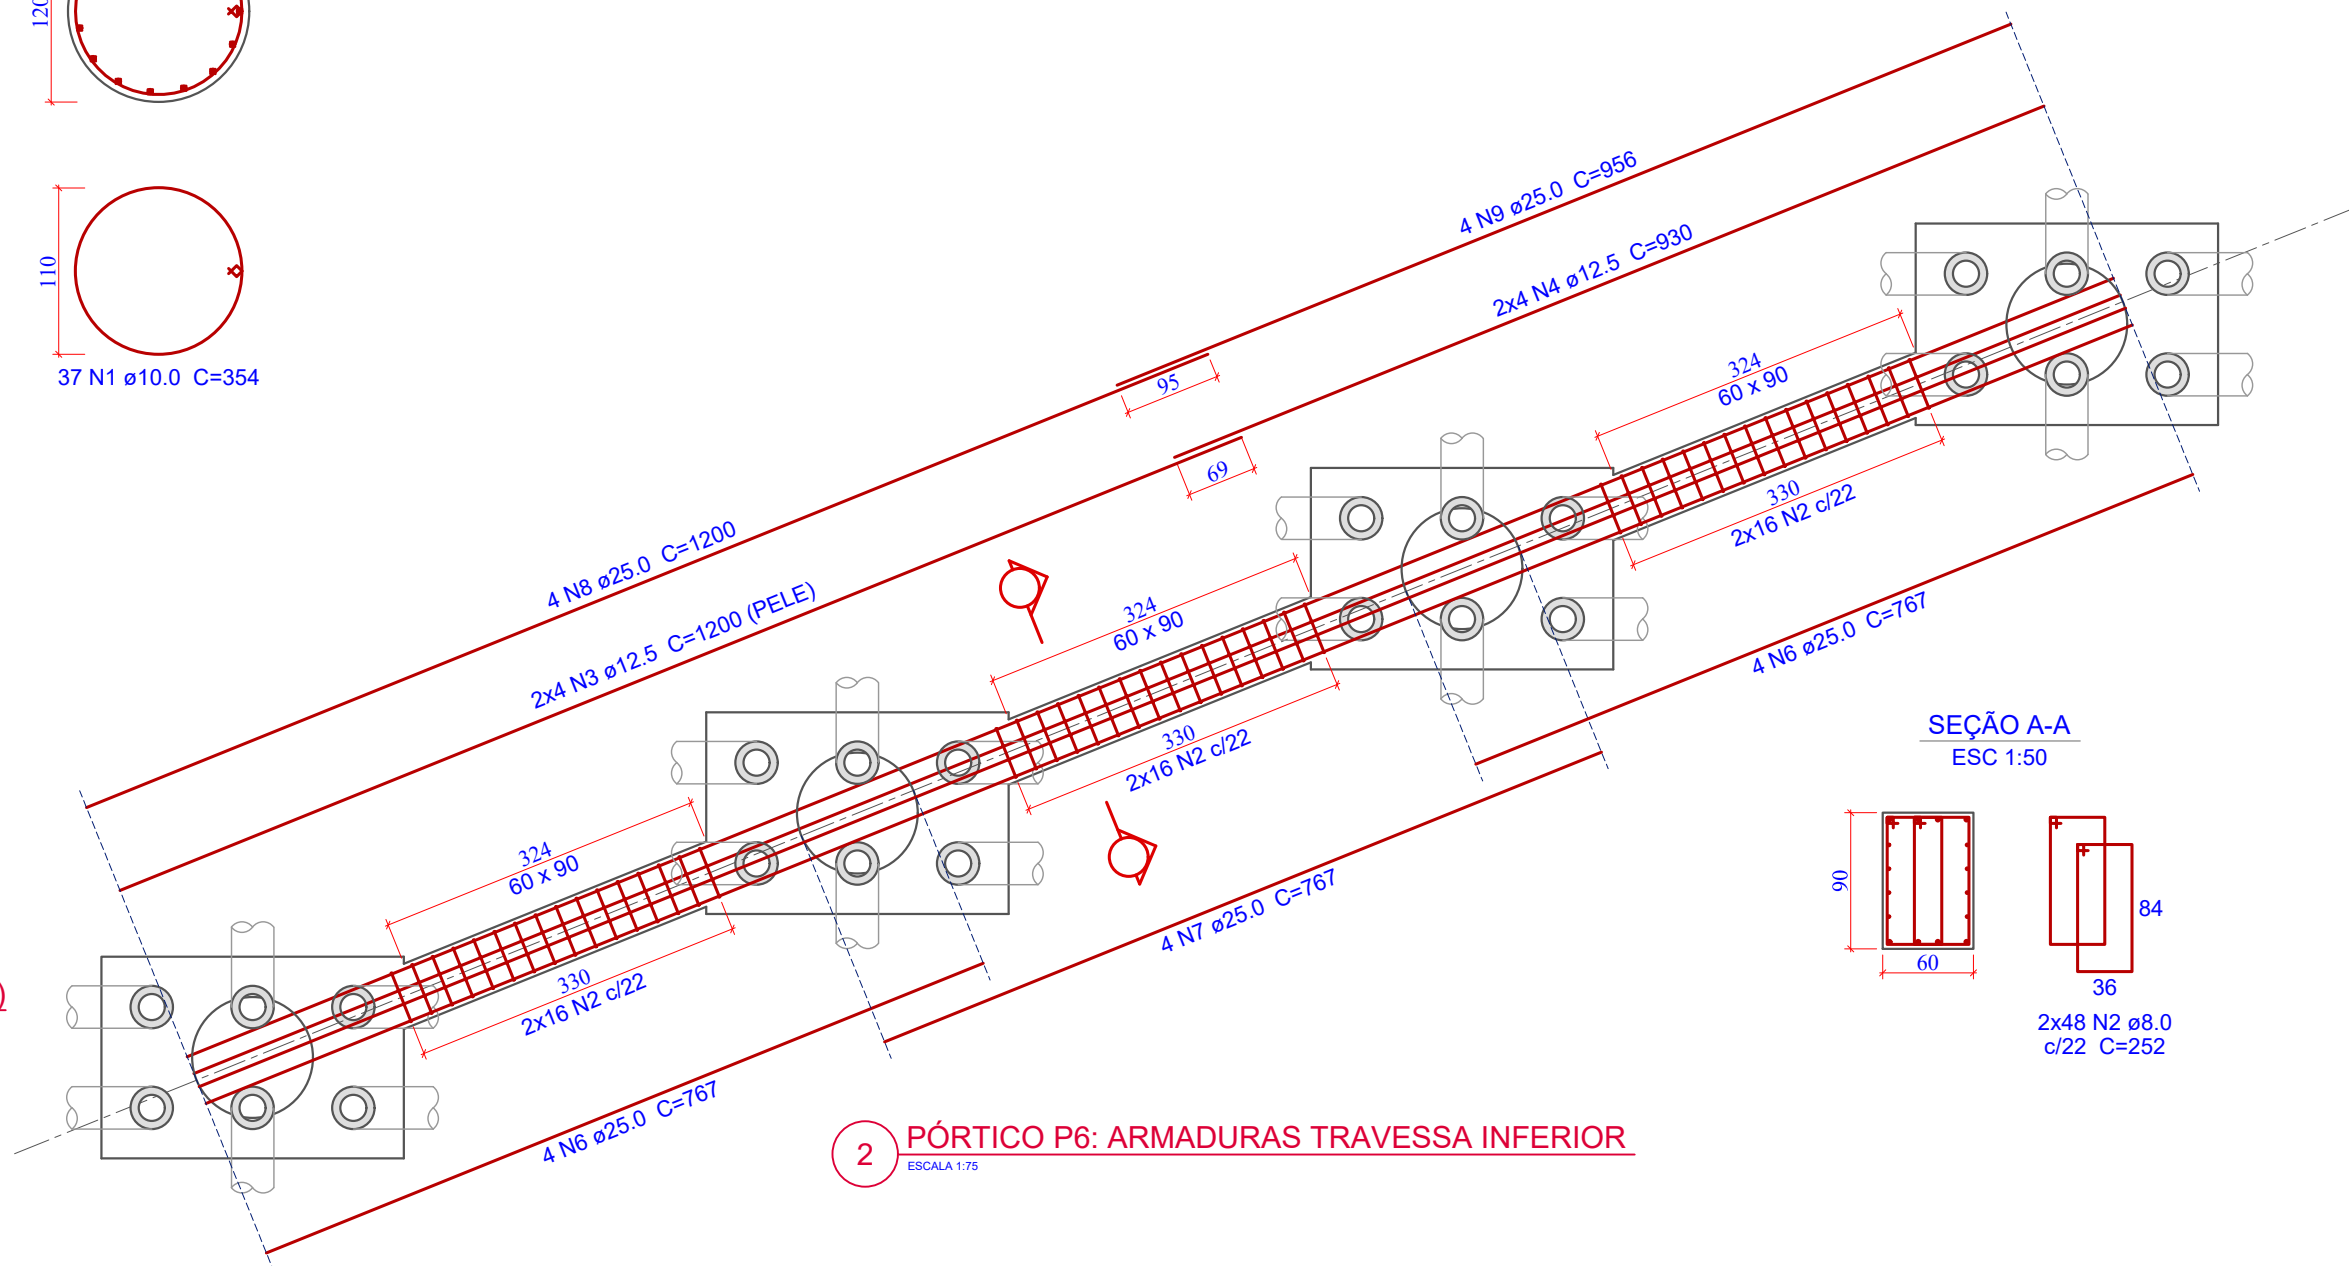 120
110
37 N1 ø10.0  C=354
4 N9 ø25.0  C=956
2x4 N4 ø12.5  C=930
95
69
4 N8 ø25.0  C=1200
2x4 N3 ø12.5  C=1200 (PELE)
324
60 x 90
330
2x16 N2 c/22
324
60 x 90
330
2x16 N2 c/22
324
60 x 90
330
2x16 N2 c/22
4 N6 ø25.0  C=767
4 N7 ø25.0  C=767
4 N6 ø25.0  C=767
SEÇÃO A-A
ESC 1:50
90
60
84
36
2x48 N2 ø8.0
c/22  C=252
2
PÓRTICO P6: ARMADURAS TRAVESSA INFERIOR
ESCALA 1:75